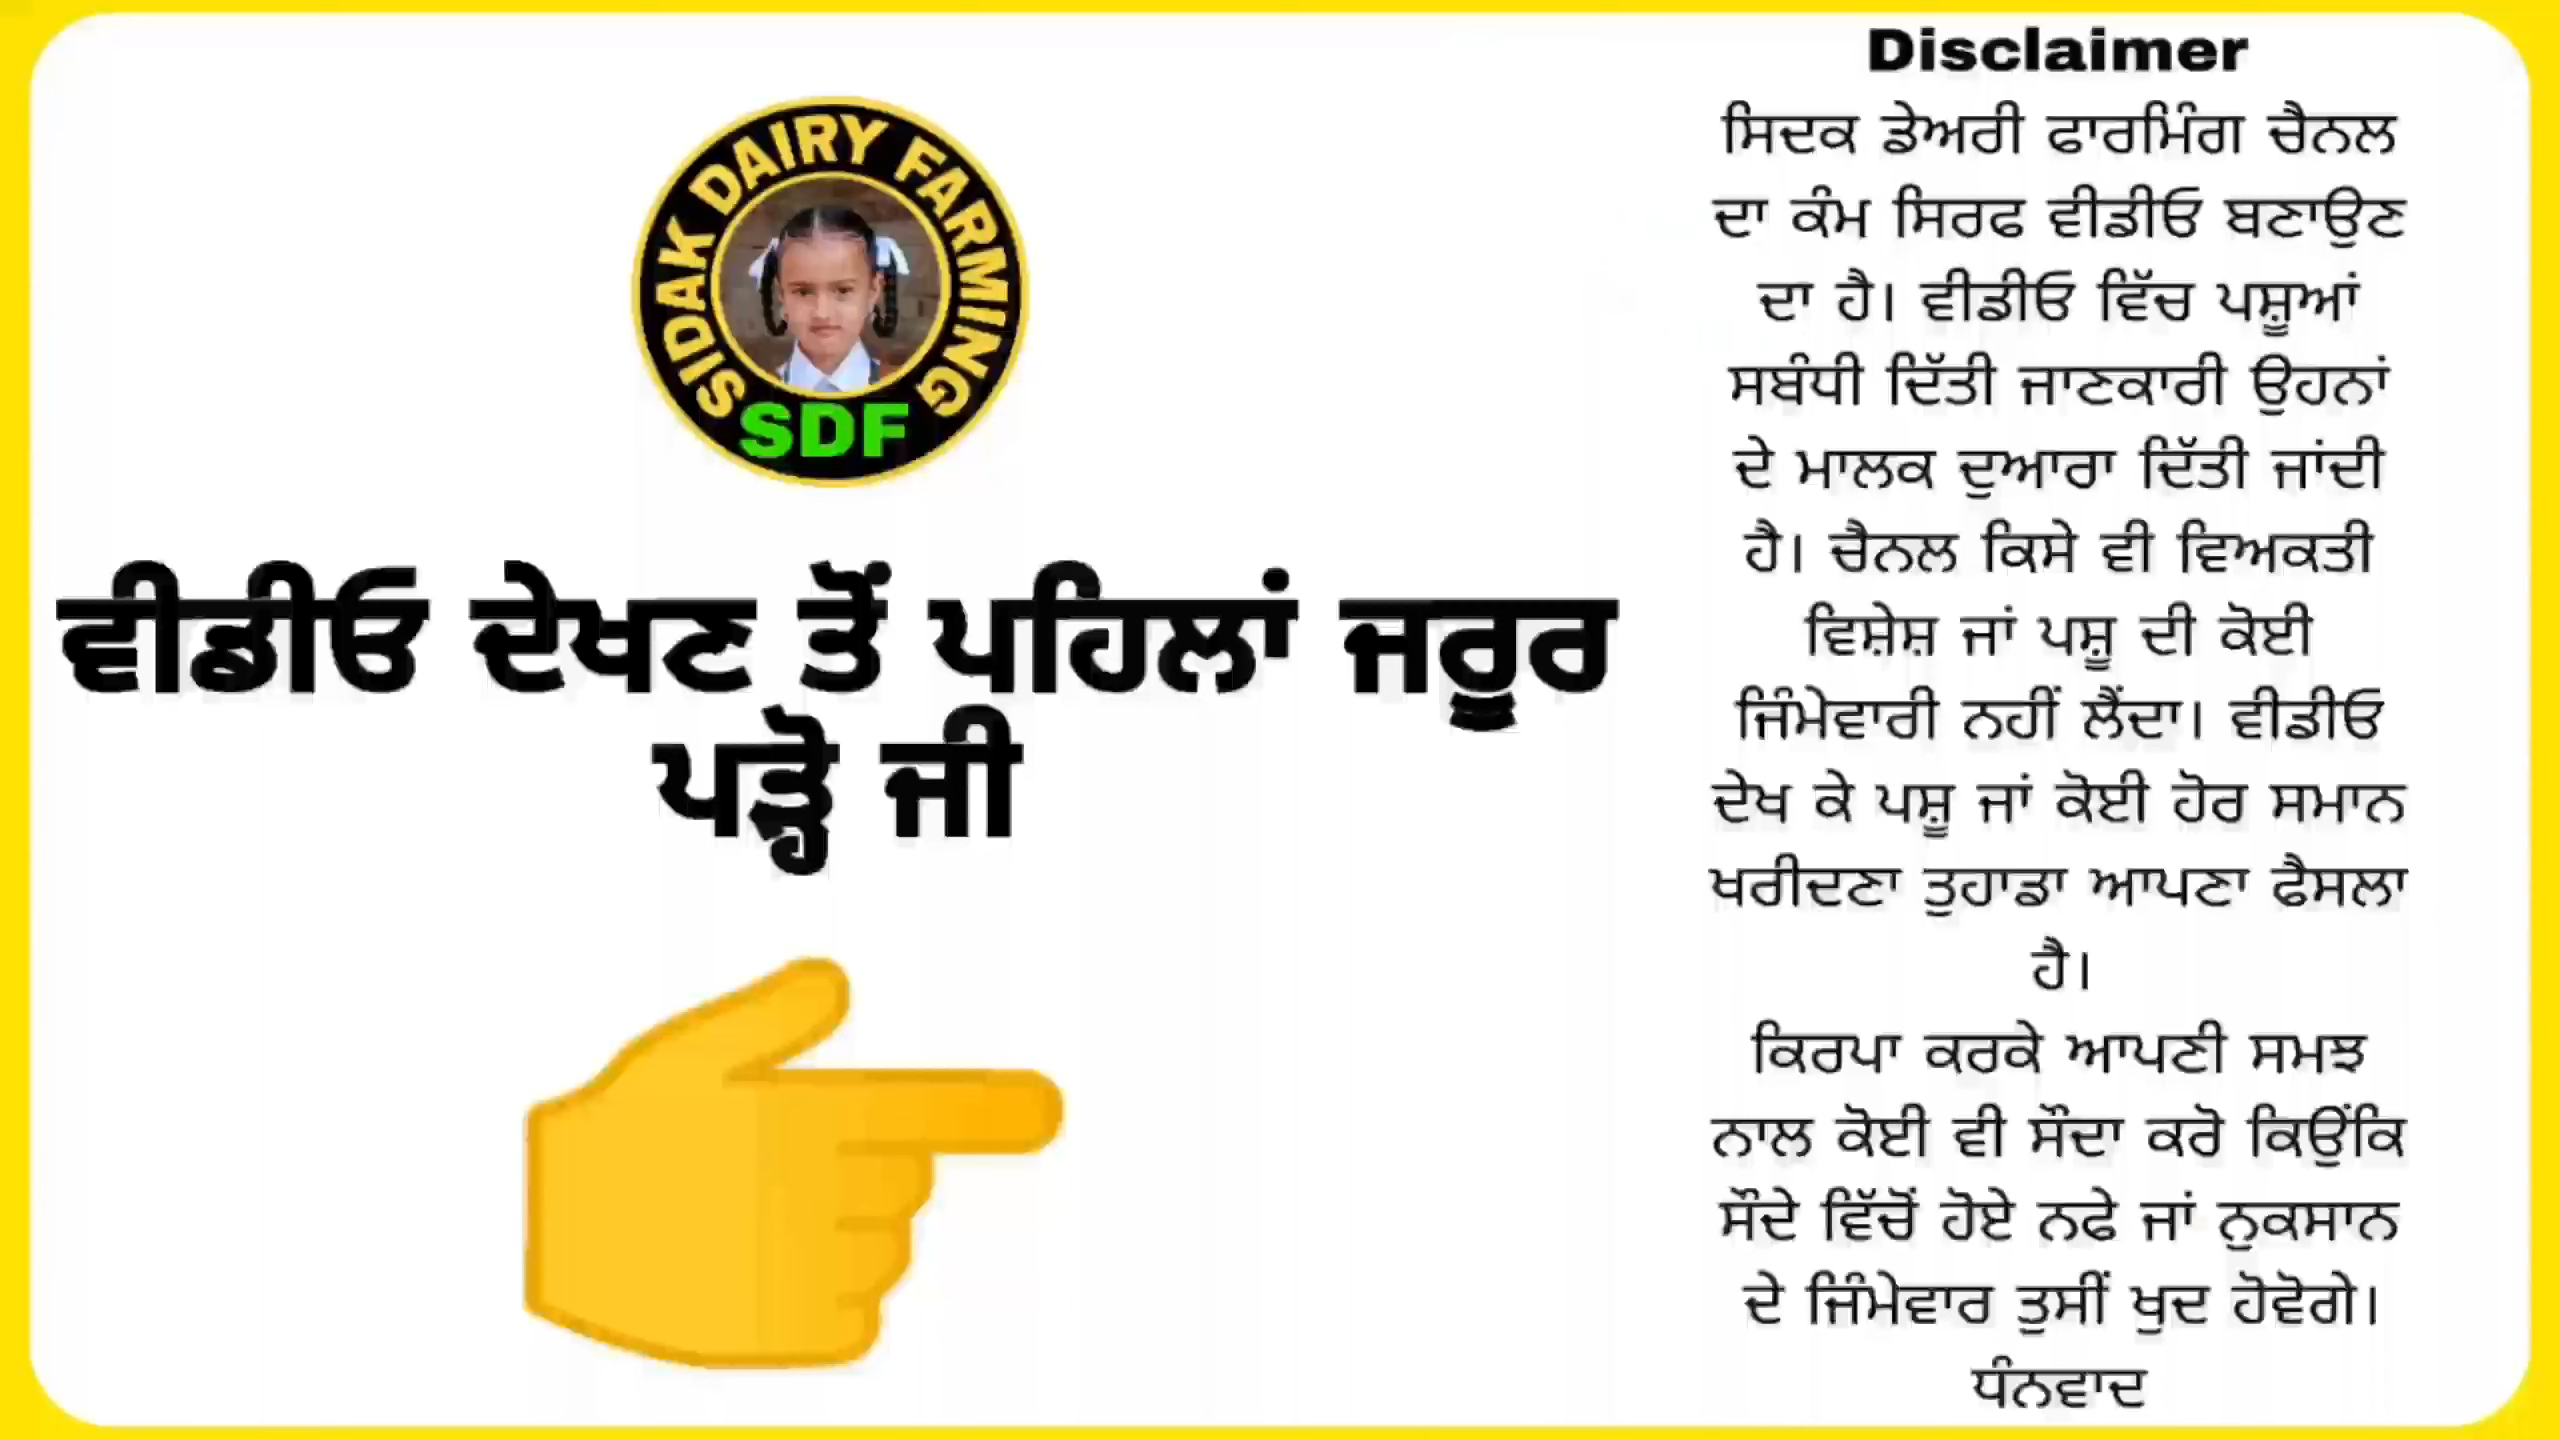 SIDAK DAIRY FARMING
SDF
ਵੀਡੀਓ ਦੇਖਣ ਤੋਂ ਪਹਿਲਾਂ ਜਰੂਰ
ਪੜ੍ਹੋ ਜੀ
Disclaimer
ਸਿਦਕ ਡੇਅਰੀ ਫਾਰਮਿੰਗ ਚੈਨਲ
ਦਾ ਕੰਮ ਸਿਰਫ ਵੀਡੀਓ ਬਣਾਉਣ
ਦਾ ਹੈ। ਵੀਡੀਓ ਵਿੱਚ ਪਸ਼ੂਆਂ
ਸਬੰਧੀ ਦਿੱਤੀ ਜਾਣਕਾਰੀ ਉਹਨਾਂ
ਦੇ ਮਾਲਕ ਦੁਆਰਾ ਦਿੱਤੀ ਜਾਂਦੀ
ਹੈ। ਚੈਨਲ ਕਿਸੇ ਵੀ ਵਿਅਕਤੀ
ਵਿਸ਼ੇਸ਼ ਜਾਂ ਪਸ਼ੂ ਦੀ ਕੋਈ
ਜਿੰਮੇਵਾਰੀ ਨਹੀਂ ਲੈਂਦਾ। ਵੀਡੀਓ
ਦੇਖ ਕੇ ਪਸ਼ੂ ਜਾਂ ਕੋਈ ਹੋਰ ਸਮਾਨ
ਖਰੀਦਣਾ ਤੁਹਾਡਾ ਆਪਣਾ ਫੈਸਲਾ
ਹੈ।
ਕਿਰਪਾ ਕਰਕੇ ਆਪਣੀ ਸਮਝ
ਨਾਲ ਕੋਈ ਵੀ ਸੌਦਾ ਕਰੋ ਕਿਉਂਕਿ
ਸੌਦੇ ਵਿੱਚੋਂ ਹੋਏ ਨਫੇ ਜਾਂ ਨੁਕਸਾਨ
ਦੇ ਜਿੰਮੇਵਾਰ ਤੁਸੀਂ ਖੁਦ ਹੋਵੋਗੇ।
ਧੰਨਵਾਦ